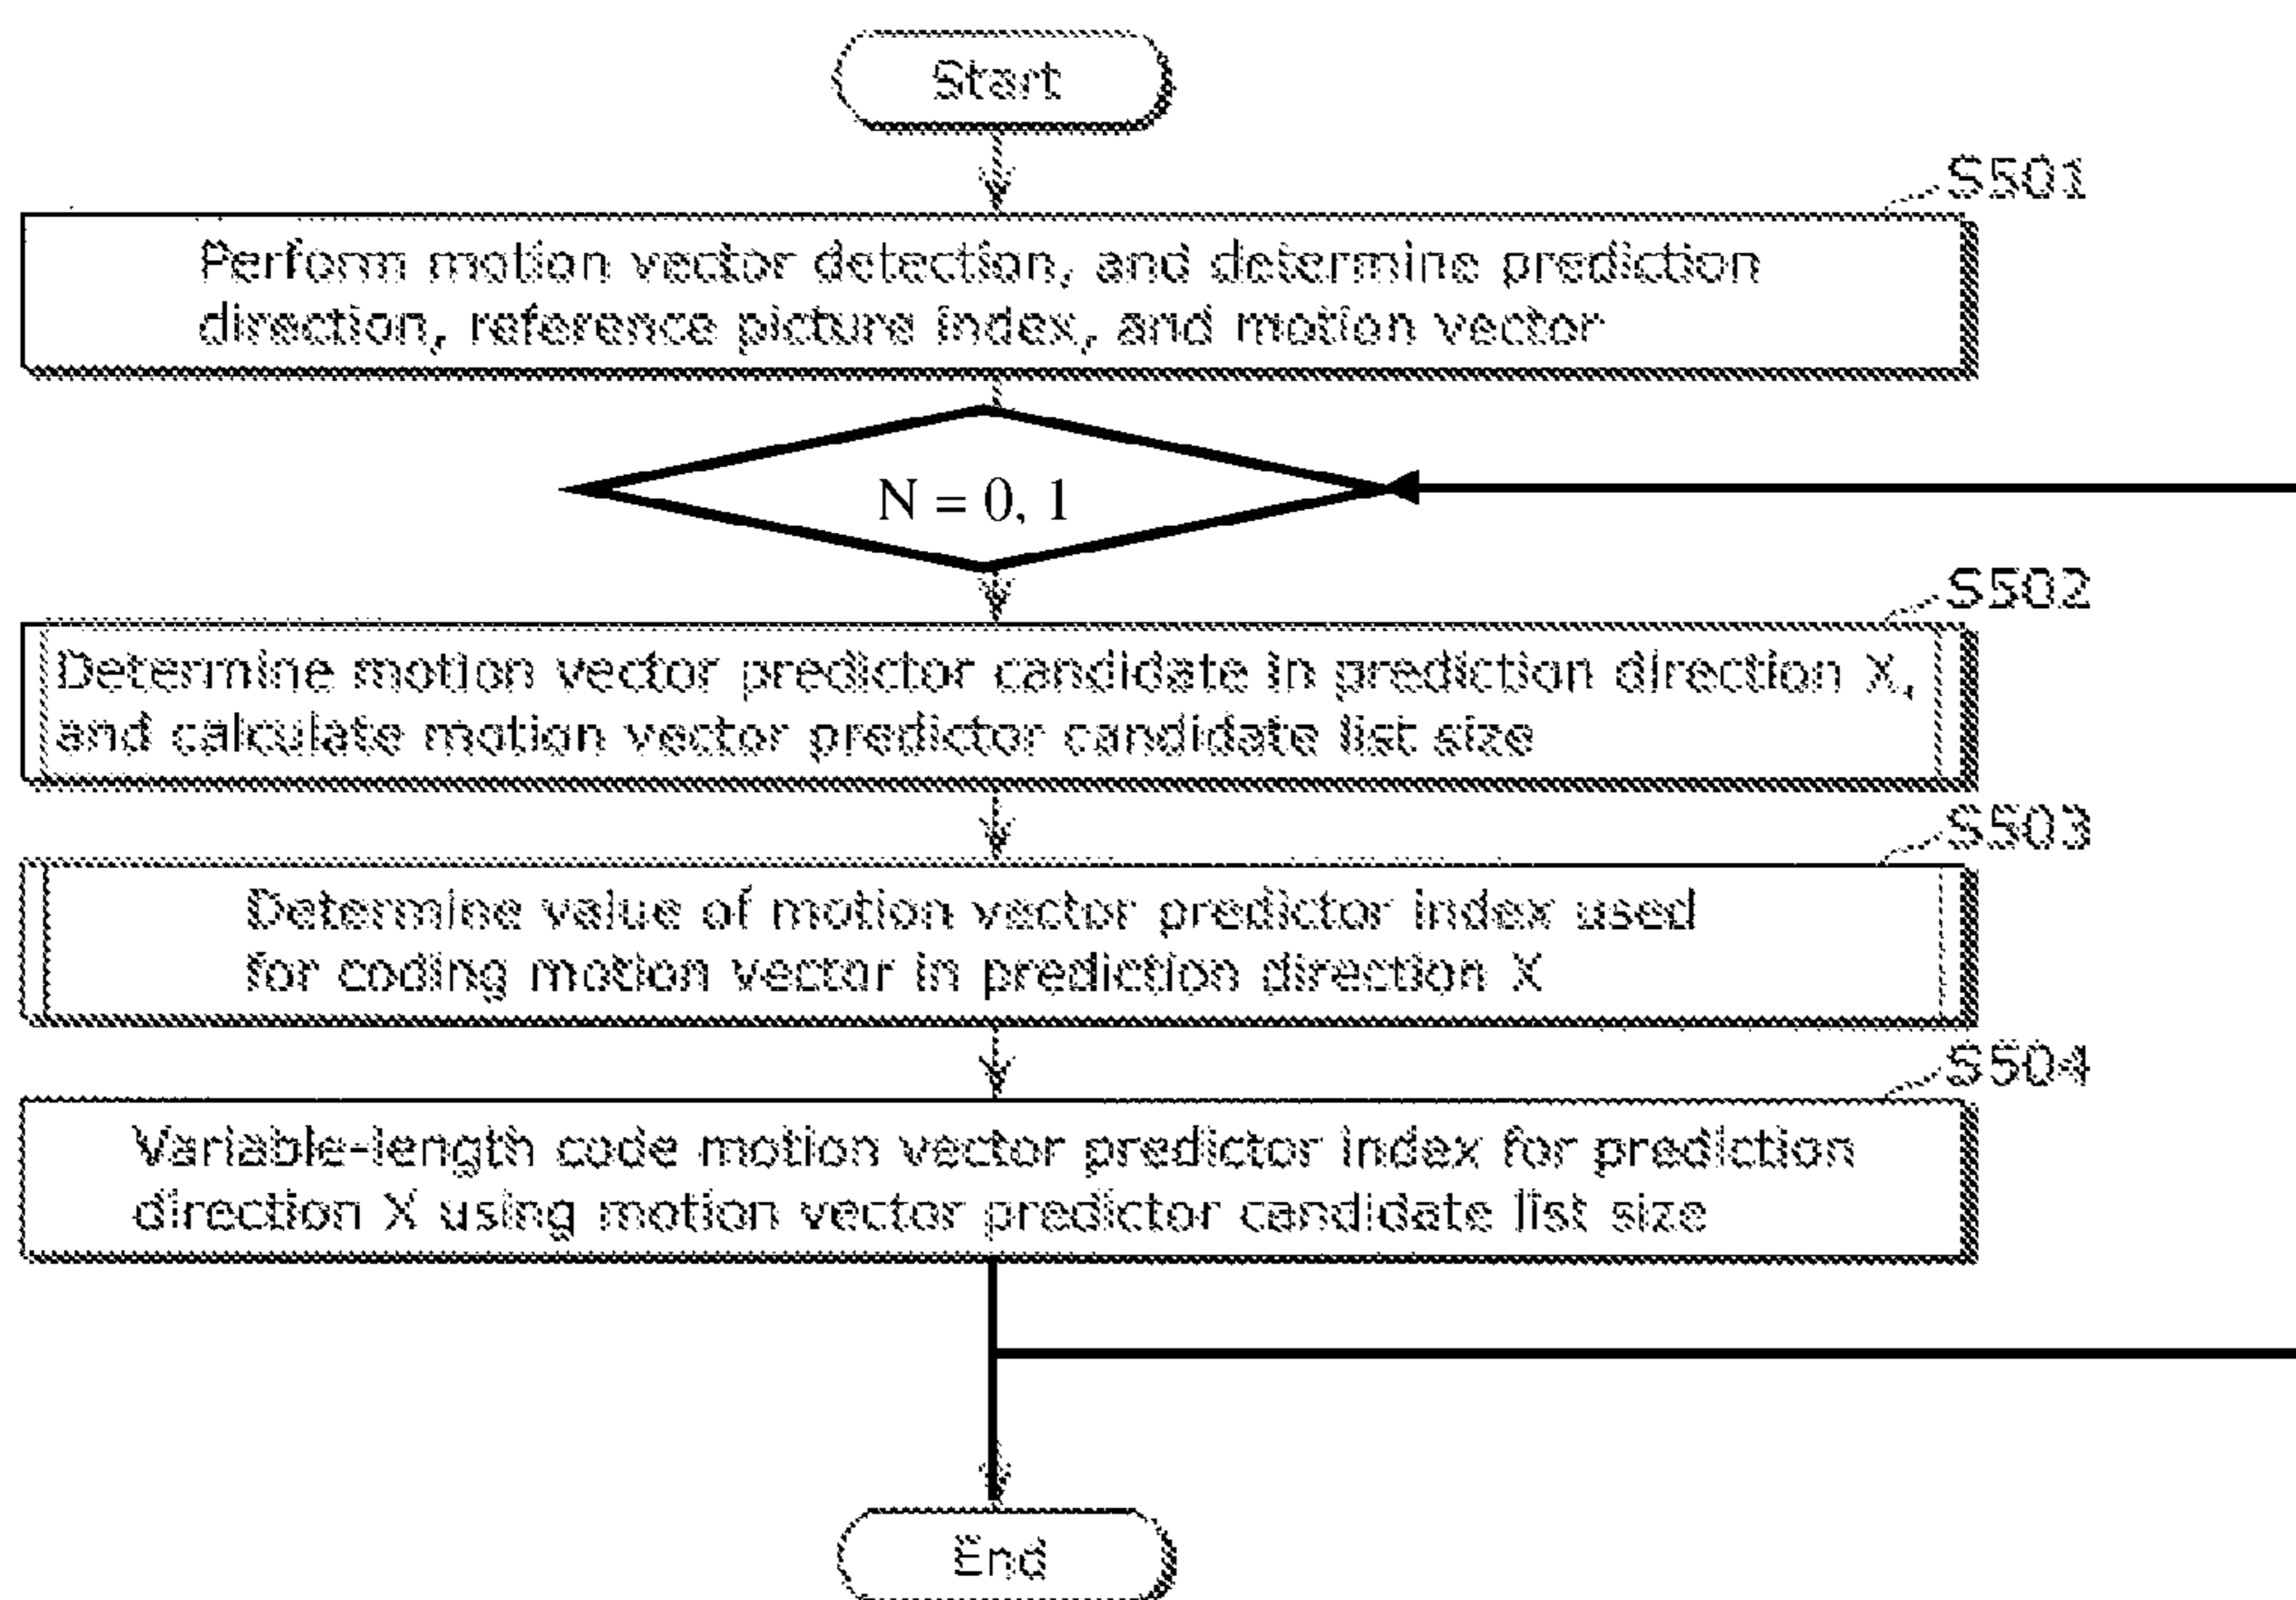 Start
S501
Perform motion vector detection, and determine prediction
direction, reference picture index, and motion vector
N = 0, 1
S502
Determine motion vector predictor candidate in prediction direction X,
and calculate motion vector predictor candidate list size
S503
Determine value of motion vector predictor index used
for coding motion vector in prediction direction X
S504
Variable-length code motion vector predictor index for prediction
direction X using motion vector predictor candidate list size
End